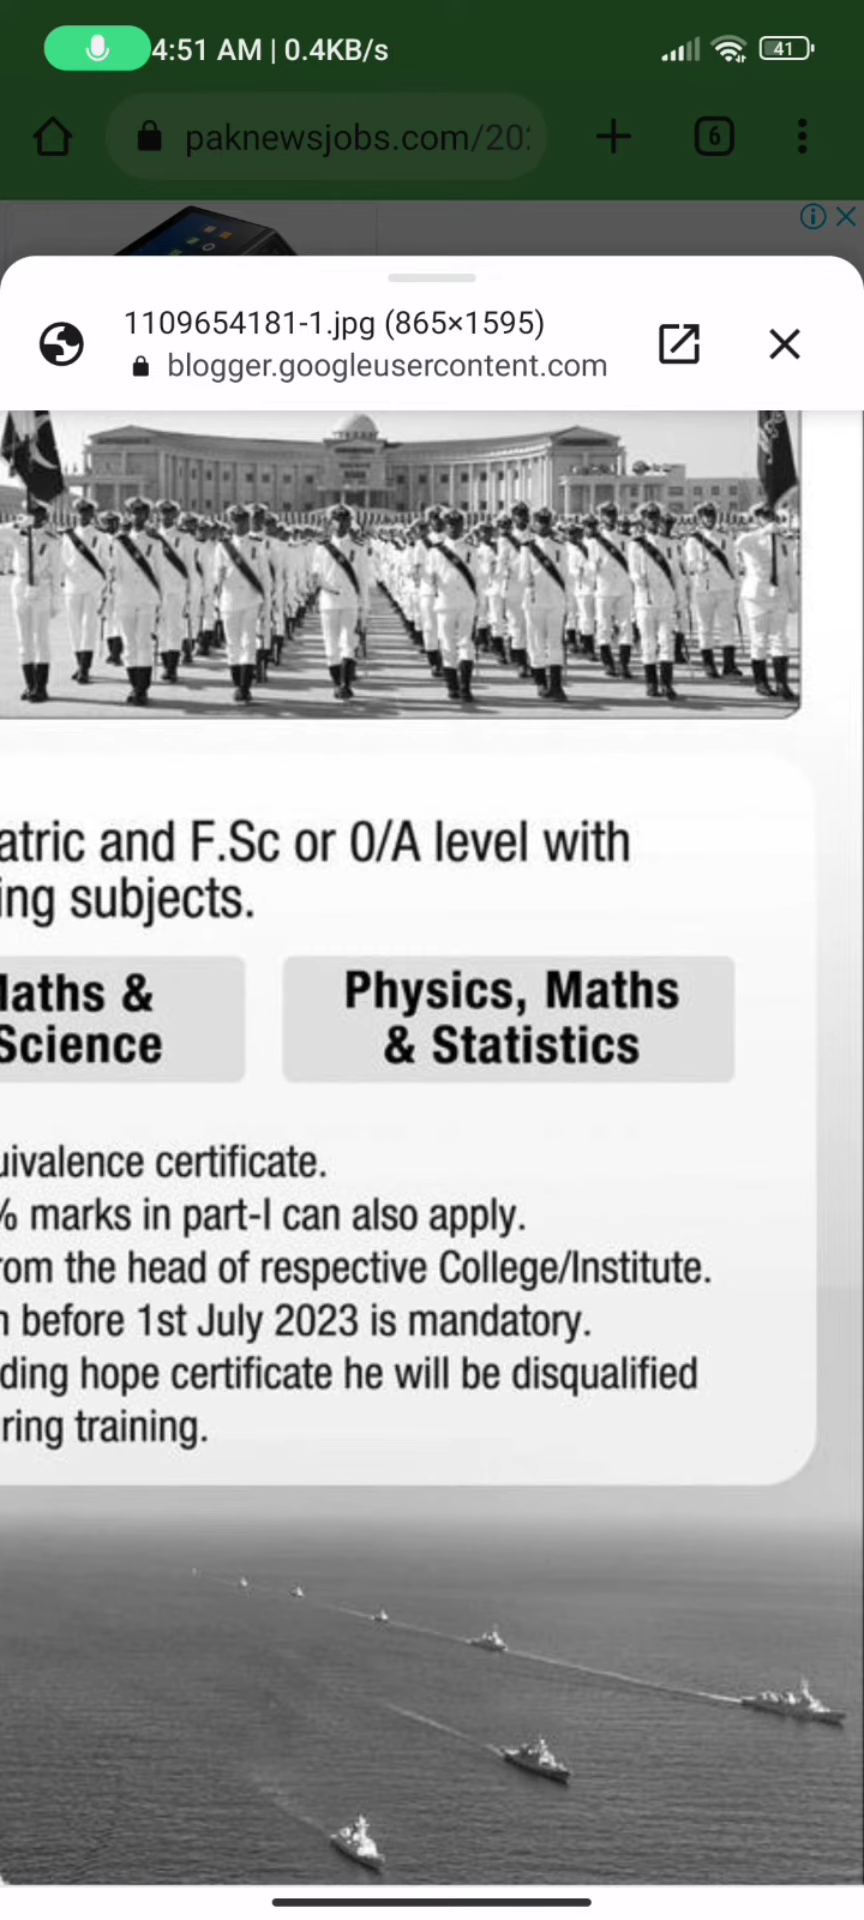 4:51 AM | 0.4KB/s
41
paknewsjobs.com/20
6
1109654181-1.jpg (865×1595)
blogger.googleusercontent.com
atric and F.Sc or O/A level with
ing subjects.
Maths &
Science
Physics, Maths
& Statistics
uivalence certificate.
% marks in part-I can also apply.
rom the head of respective College/Institute.
n before 1st July 2023 is mandatory.
ding hope certificate he will be disqualified
ring training.